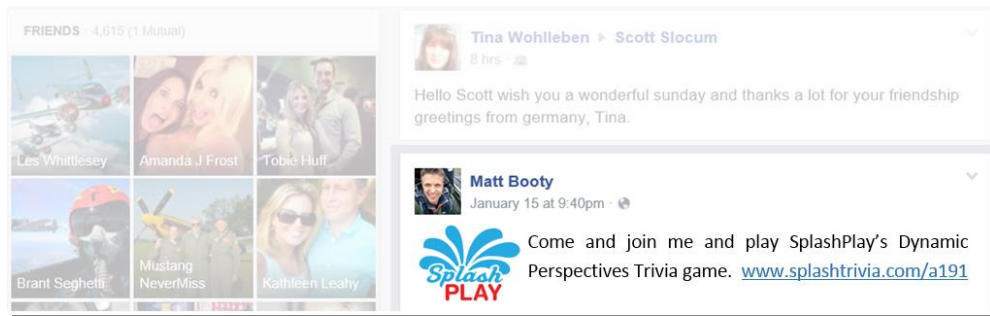 FRIENDS · 4,615 (1 Mutual)
Les Whittlesey
Amanda J Frost
Tobie Huff
Brant Seghetti
Mustang
NeverMiss
Kathleen Leahy
Tina Wohlleben ▸ Scott Slocum
8 hrs ·
Hello Scott wish you a wonderful sunday and thanks a lot for your friendship
greetings from germany, Tina.
Matt Booty
January 15 at 9:40pm ·
Splash
PLAY
Come and join me and play SplashPlay's Dynamic
Perspectives Trivia game. www.splashtrivia.com/a191